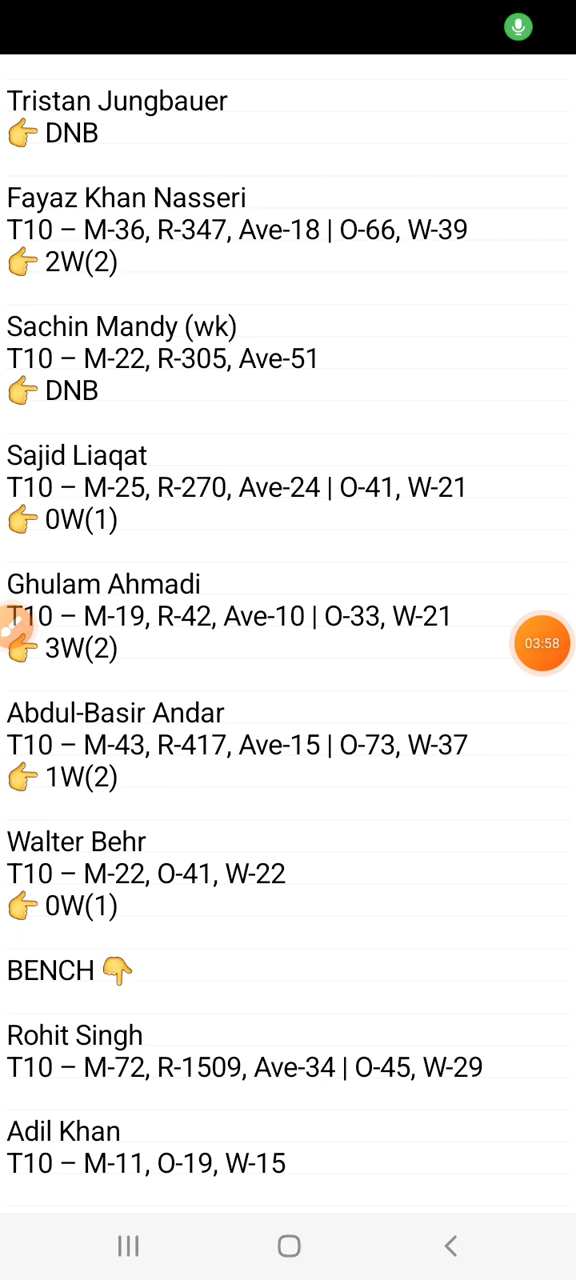 Tristan Jungbauer
👉 DNB
Fayaz Khan Nasseri
T10 – M-36, R-347, Ave-18 | O-66, W-39
👉 2W(2)
Sachin Mandy (wk)
T10 – M-22, R-305, Ave-51
👉 DNB
Sajid Liaqat
T10 – M-25, R-270, Ave-24 | O-41, W-21
👉 0W(1)
Ghulam Ahmadi
T10 – M-19, R-42, Ave-10 | O-33, W-21
👉 3W(2)
03:58
Abdul-Basir Andar
T10 – M-43, R-417, Ave-15 | O-73, W-37
👉 1W(2)
Walter Behr
T10 – M-22, O-41, W-22
👉 0W(1)
BENCH 👇
Rohit Singh
T10 – M-72, R-1509, Ave-34 | O-45, W-29
Adil Khan
T10 – M-11, O-19, W-15